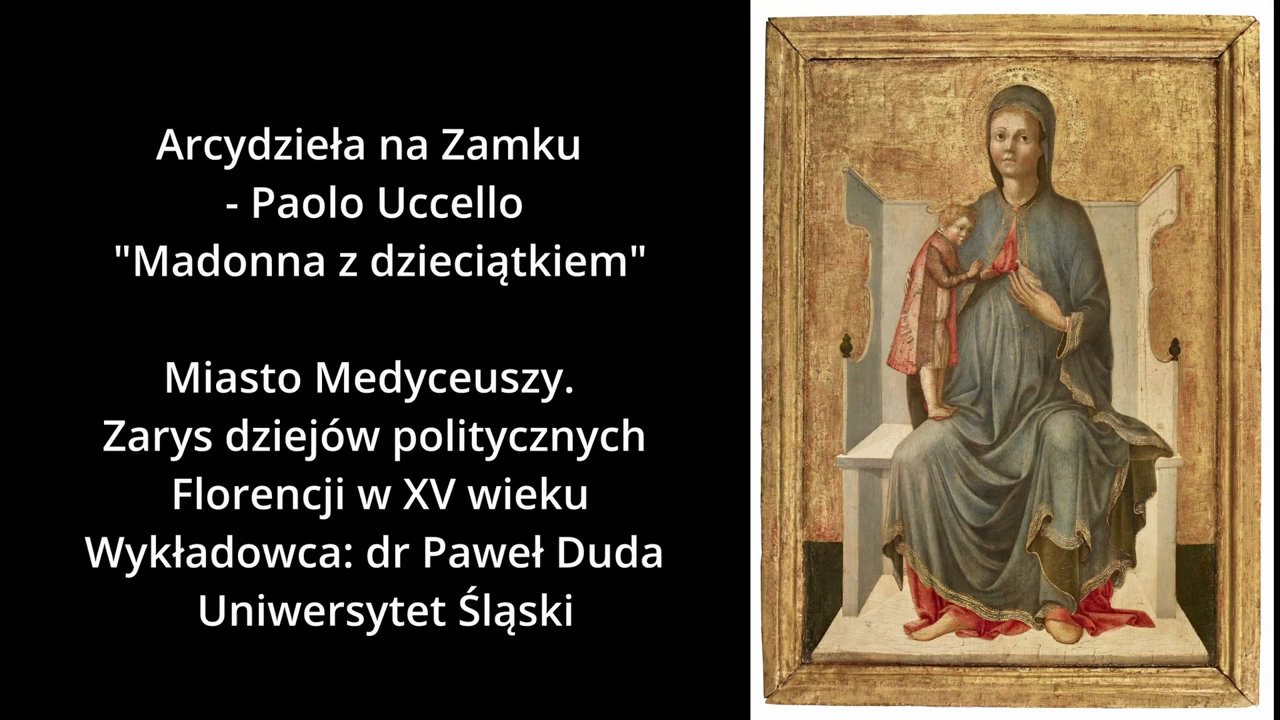 Arcydzieła na Zamku
- Paolo Uccello
"Madonna z dzieciątkiem"
Miasto Medyceuszy.
Zarys dziejów politycznych
Florencji w XV wieku
Wykładowca: dr Paweł Duda
Uniwersytet Śląski